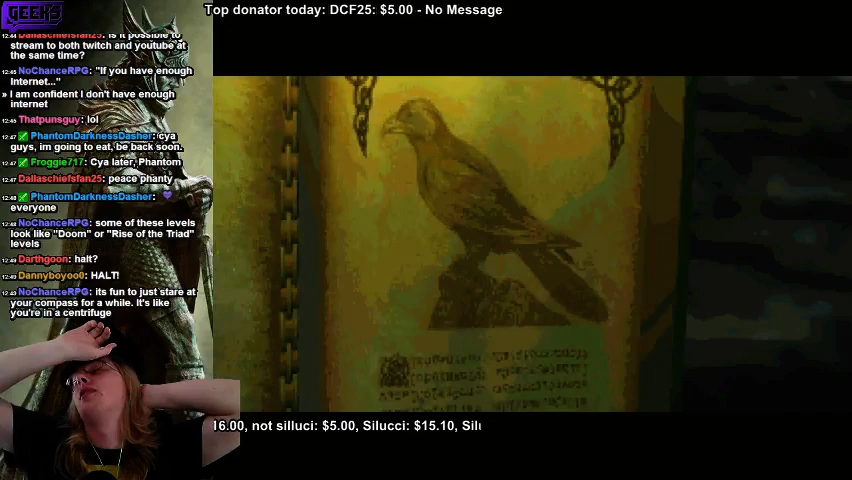 GEEKS
Top donator today: DCF25: $5.00 - No Message
12:44 Dallaschiefsfan25: Is it possible to
stream to both twitch and youtube at
the same time?
12:45 NoChanceRPG: "If you have enough
Internet..."
» I am confident I don't have enough
internet
12:46 Thatpunsguy: lol
12:47 PhantomDarknessDasher: cya
guys, im going to eat, be back soon.
12:47 Froggie717: Cya later, Phantom
12:47 Dallaschiefsfan25: peace phanty
12:48 PhantomDarknessDasher: 💜
everyone
12:48 NoChanceRPG: some of these levels
look like "Doom" or "Rise of the Triad"
levels
12:49 Darthgoon: halt?
12:49 Dannyboyoo0: HALT!
12:49 NoChanceRPG: its fun to just stare at
your compass for a while. It's like
you're in a centrifuge
16.00, not silluci: $5.00, Silucci: $15.10, Silu